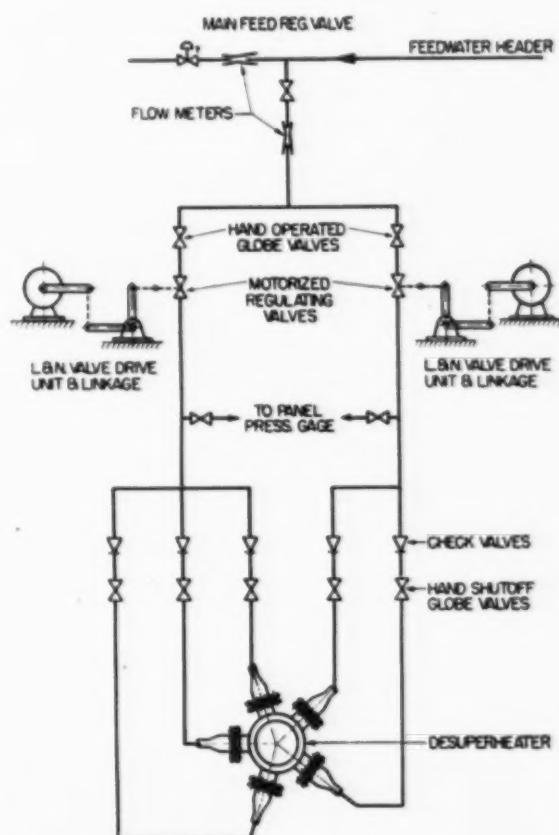 MAIN FEED REG. VALVE
FEEDWATER HEADER
FLOW METERS
HAND OPERATED
GLOBE VALVES
MOTORIZED
REGULATING
VALVES
L.&N. VALVE DRIVE
UNIT & LINKAGE
L.&N. VALVE DRIVE
UNIT & LINKAGE
TO PANEL
PRESS. GAGE
CHECK VALVES
HAND SHUTOFF
GLOBE VALVES
DESUPERHEATER